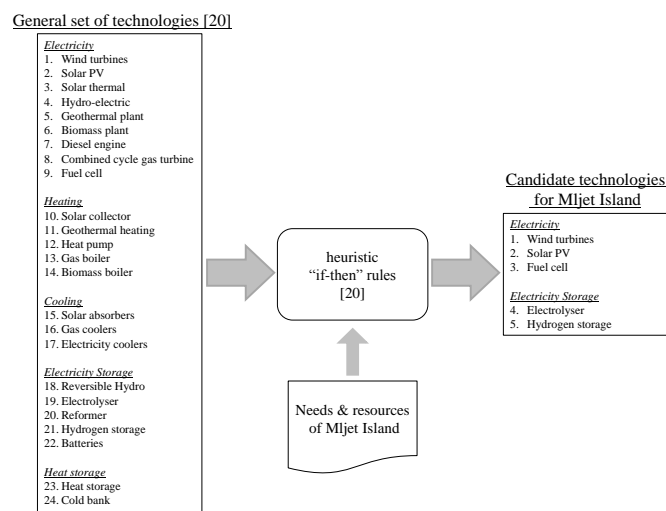 General set of technologies [20]
Electricity
1. Wind turbines
2. Solar PV
3. Solar thermal
4. Hydro-electric
5. Geothermal plant
6. Biomass plant
7. Diesel engine
8. Combined cycle gas turbine
9. Fuel cell
Heating
10. Solar collector
11. Geothermal heating
12. Heat pump
13. Gas boiler
14. Biomass boiler
Cooling
15. Solar absorbers
16. Gas coolers
17. Electricity coolers
Electricity Storage
18. Reversible Hydro
19. Electrolyser
20. Reformer
21. Hydrogen storage
22. Batteries
Heat storage
23. Heat storage
24. Cold bank
heuristic
“if-then” rules
[20]
Needs & resources
of Mljet Island
Candidate technologies
for Mljet Island
Electricity
1. Wind turbines
2. Solar PV
3. Fuel cell
Electricity Storage
4. Electrolyser
5. Hydrogen storage